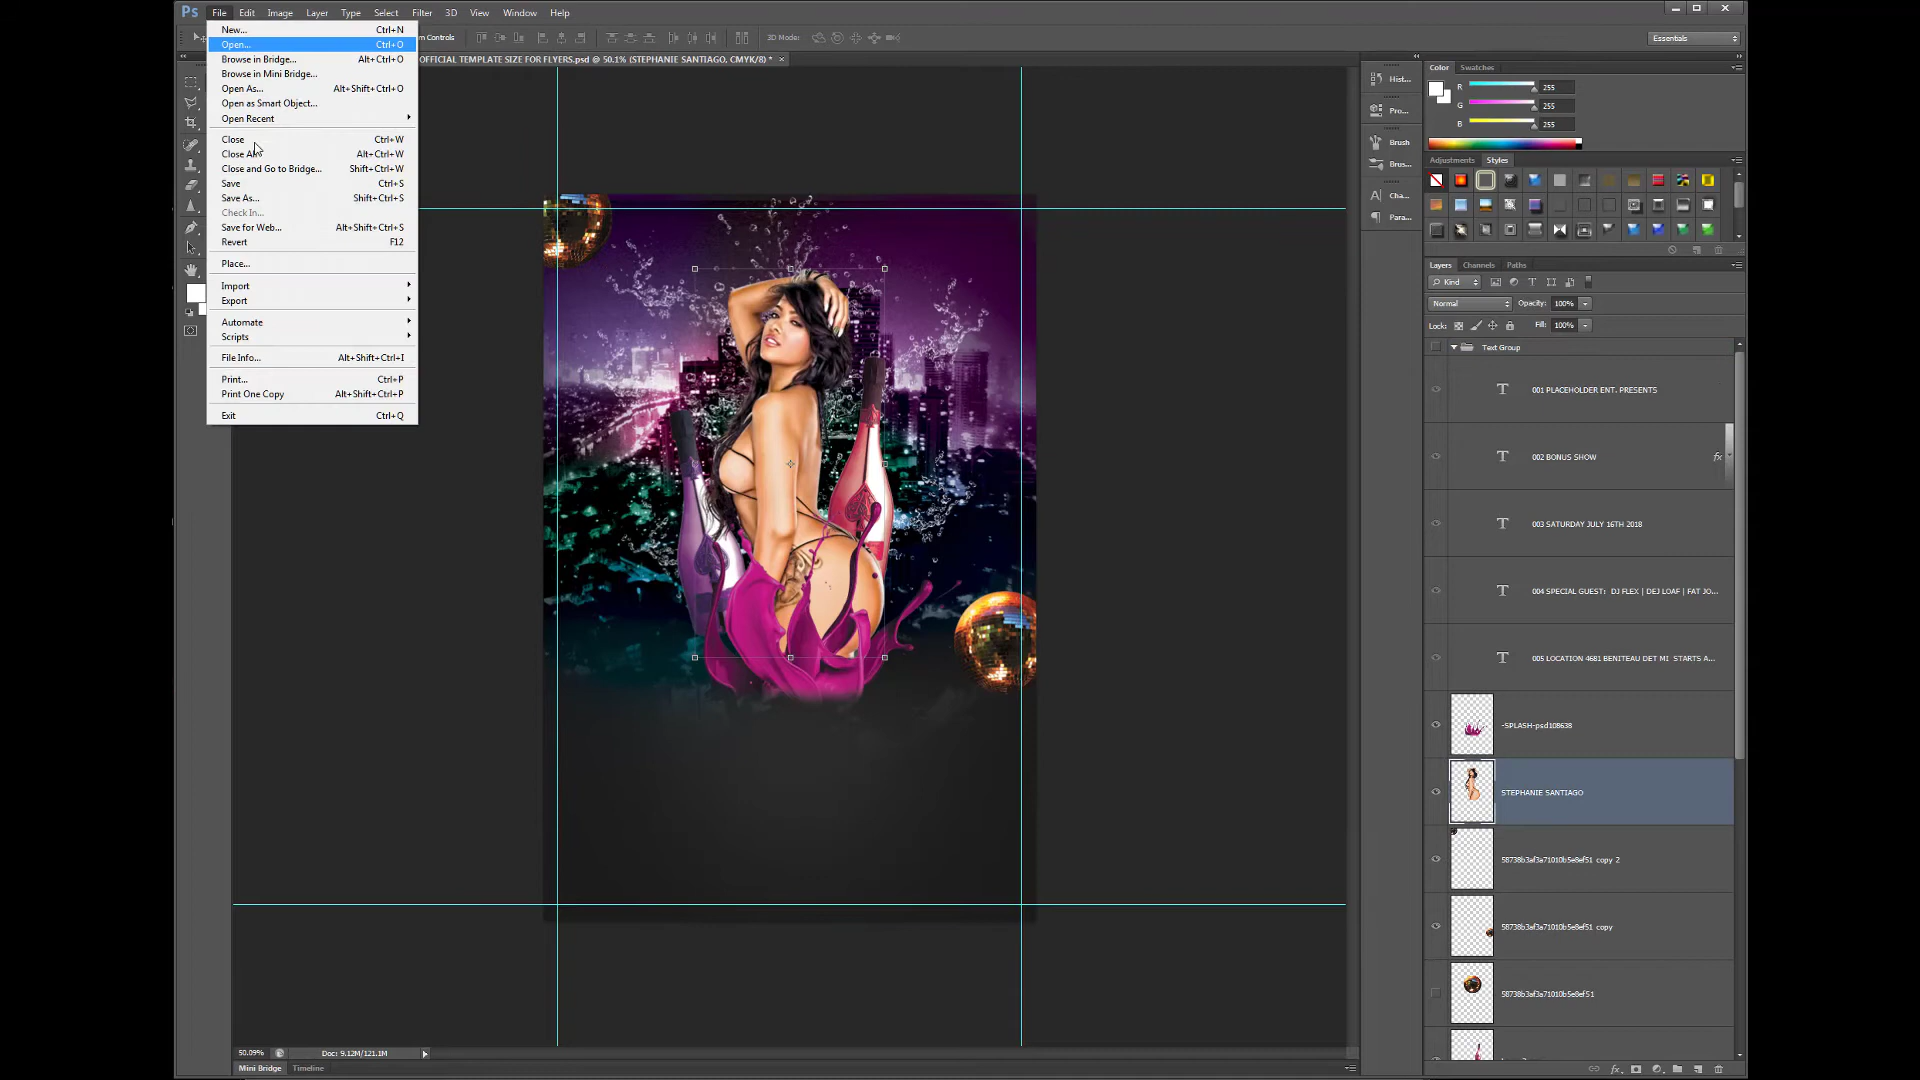 Ps File Edit Image Layer Type Select Filter 3D View Window Help
m Controls 3D Mode: Essentials
OFFICIAL TEMPLATE SIZE FOR FLYERS.psd @ 50.1% (STEPHANIE SANTIAGO, CMYK/8) * ×
New... Ctrl+N
Open... Ctrl+O
Browse in Bridge... Alt+Ctrl+O
Browse in Mini Bridge...
Open As... Alt+Shift+Ctrl+O
Open as Smart Object...
Open Recent
Close Ctrl+W
Close All Alt+Ctrl+W
Close and Go to Bridge... Shift+Ctrl+W
Save Ctrl+S
Save As... Shift+Ctrl+S
Check In...
Save for Web... Alt+Shift+Ctrl+S
Revert F12
Place...
Import
Export
Automate
Scripts
File Info... Alt+Shift+Ctrl+I
Print... Ctrl+P
Print One Copy Alt+Shift+Ctrl+P
Exit Ctrl+Q
Hist...
Pro...
Brush
Brus...
Cha...
Para...
Color Swatches
R 255
G 255
B 255
Adjustments Styles
Layers Channels Paths
Kind
Normal Opacity: 100%
Lock: Fill: 100%
Text Group
T 001 PLACEHOLDER ENT. PRESENTS
T 002 BONUS SHOW fx
T 003 SATURDAY JULY 16TH 2018
T 004 SPECIAL GUEST: DJ FLEX | DEJ LOAF | FAT JO...
T 005 LOCATION 4681 BENITEAU DET MI STARTS A...
-SPLASH-psd108638
STEPHANIE SANTIAGO
58738b3af3a71010b5e8ef51 copy 2
58738b3af3a71010b5e8ef51 copy
58738b3af3a71010b5e8ef51
50.09% Doc: 9.12M/121.1M
Mini Bridge Timeline